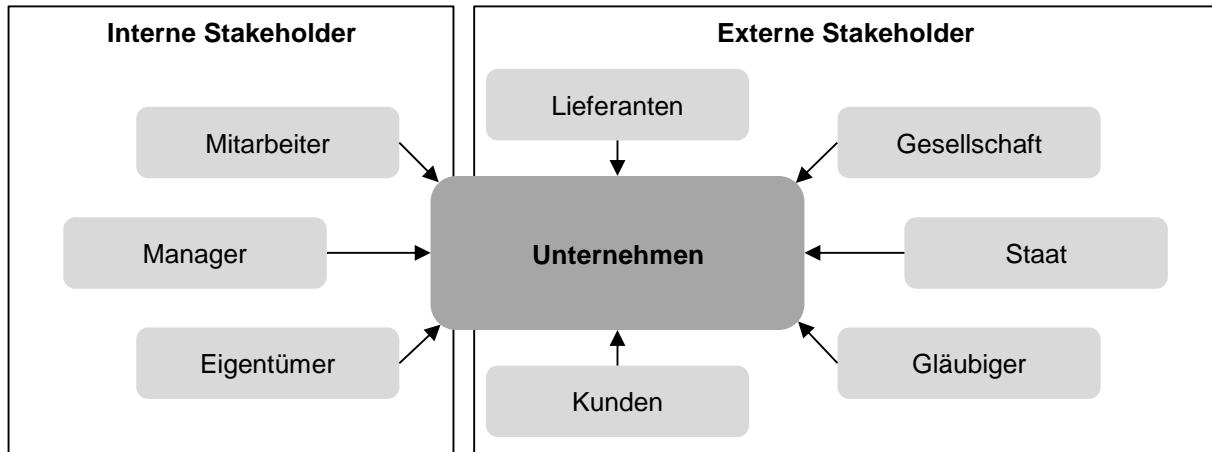 Interne Stakeholder
Externe Stakeholder
Lieferanten
Mitarbeiter
Gesellschaft
Manager
Unternehmen
Staat
Eigentümer
Gläubiger
Kunden